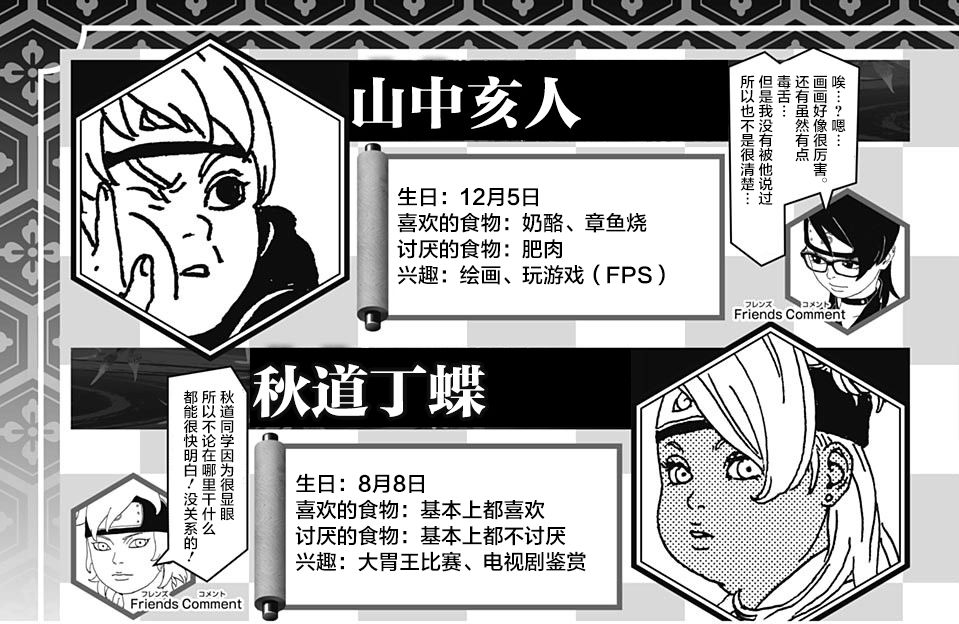 山中亥人
生日：12月5日
喜欢的食物：奶酪、章鱼烧
讨厌的食物：肥肉
兴趣：绘画、玩游戏（FPS）
唉…？嗯…
画画好像很厉害。
还有虽然有点
毒舌…
但是我没有被他说过
所以也不是很清楚…
フレンズ コメント
Friends Comment
秋道丁蝶
生日：8月8日
喜欢的食物：基本上都喜欢
讨厌的食物：基本上都不讨厌
兴趣：大胃王比赛、电视剧鉴赏
秋道同学因为很显眼
所以不论在哪里干什么
都能很快明白！没关系的！
フレンズ コメント
Friends Comment